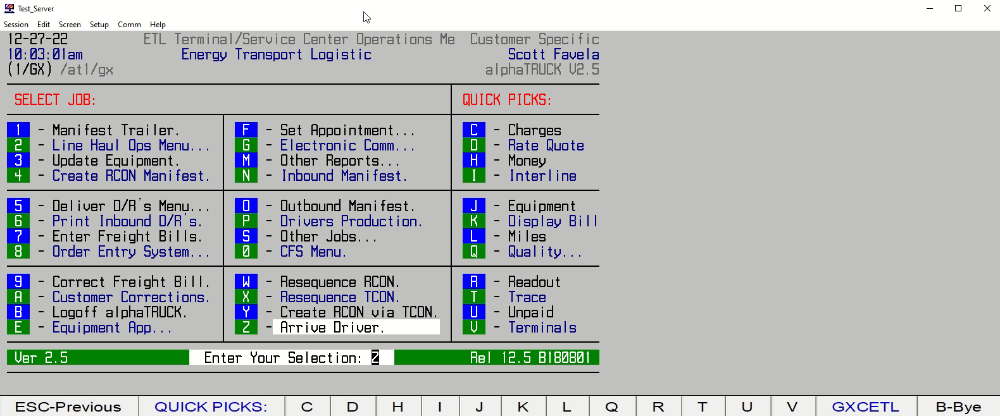 Test_Server
Session Edit Screen Setup Comm Help
12-27-22 ETL Terminal/Service Center Operations Me Customer Specific
10:03:01am Energy Transport Logistic Scott Favela
(1/GX) /at1/gx alphaTRUCK V2.5
SELECT JOB: QUICK PICKS:
1 - Manifest Trailer. F - Set Appointment... C - Charges
2 - Line Haul Ops Menu... G - Electronic Comm... D - Rate Quote
3 - Update Equipment. M - Other Reports... H - Money
4 - Create RCON Manifest. N - Inbound Manifest. I - Interline
5 - Deliver D/R's Menu... O - Outbound Manifest. J - Equipment
6 - Print Inbound D/R's. P - Drivers Production. K - Display Bill
7 - Enter Freight Bills. S - Other Jobs... L - Miles
8 - Order Entry System... 0 - CFS Menu. Q - Quality...
9 - Correct Freight Bill. W - Resequence RCON. R - Readout
A - Customer Corrections. X - Resequence TCON. T - Trace
B - Logoff alphaTRUCK. Y - Create RCON via TCON. U - Unpaid
E - Equipment App... Z - Arrive Driver. V - Terminals
Ver 2.5 Enter Your Selection: Z Rel 12.5 B180801
ESC-Previous QUICK PICKS: C D H I J K L Q R T U V GXCETL B-Bye